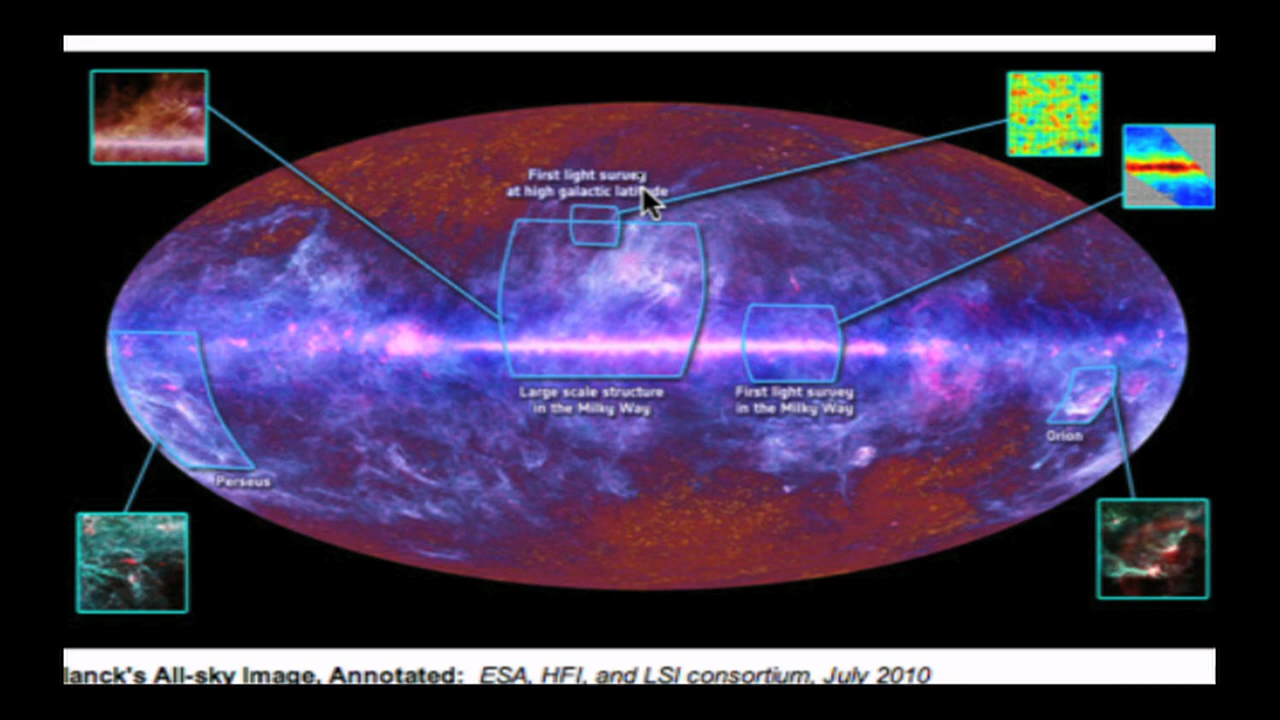 First light survey
at high galactic latitude
Large scale structure
in the Milky Way
First light survey
in the Milky Way
Orion
Perseus
lanck's All-sky Image, Annotated: ESA, HFI, and LSI consortium, July 2010